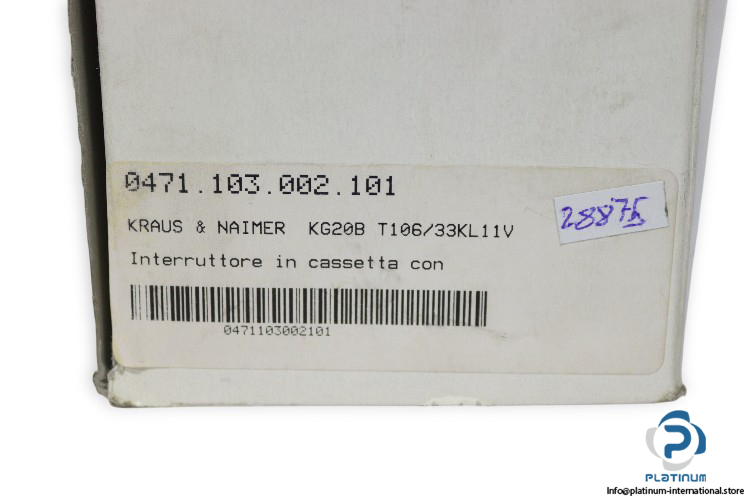 0471.103.002.101
KRAUS & NAIMER KG20B T106/33KL11V
28875
Interruttore in cassetta con
0471103002101
PLATINUM
Info@platinum-international.store